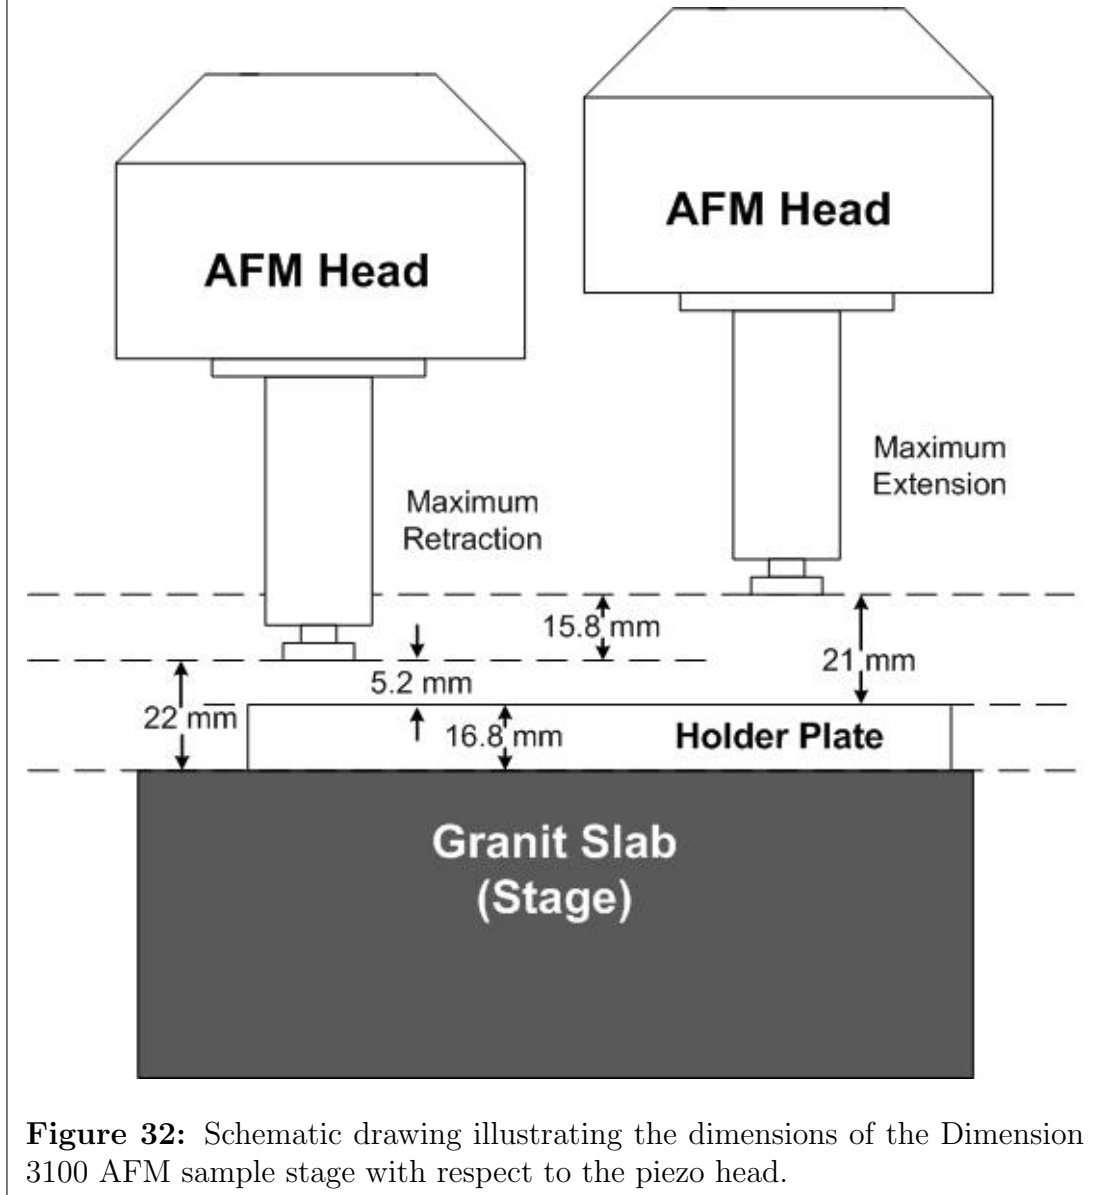 AFM Head
AFM Head
Maximum
Extension
Maximum
Retraction
15.8 mm
21 mm
5.2 mm
22 mm
16.8 mm
Holder Plate
Granit Slab
(Stage)
Figure 32: Schematic drawing illustrating the dimensions of the Dimension
3100 AFM sample stage with respect to the piezo head.